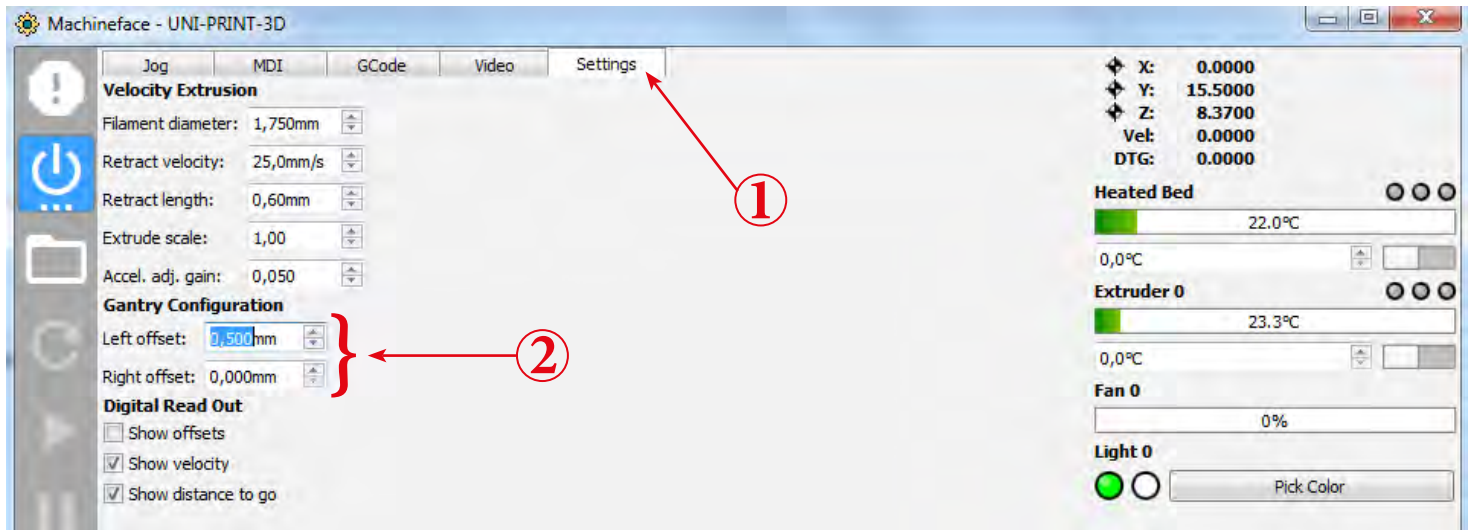 Machineface - UNI-PRINT-3D
Jog MDI GCode Video Settings
Velocity Extrusion
Filament diameter: 1,750mm
Retract velocity: 25,0mm/s
Retract length: 0,60mm
Extrude scale: 1,00
Accel. adj. gain: 0,050
Gantry Configuration
Left offset: 0,500mm
Right offset: 0,000mm
Digital Read Out
Show offsets
Show velocity
Show distance to go
1
2
X: 0.0000
Y: 15.5000
Z: 8.3700
Vel: 0.0000
DTG: 0.0000
Heated Bed
22.0°C
0,0°C
Extruder 0
23.3°C
0,0°C
Fan 0
0%
Light 0
Pick Color